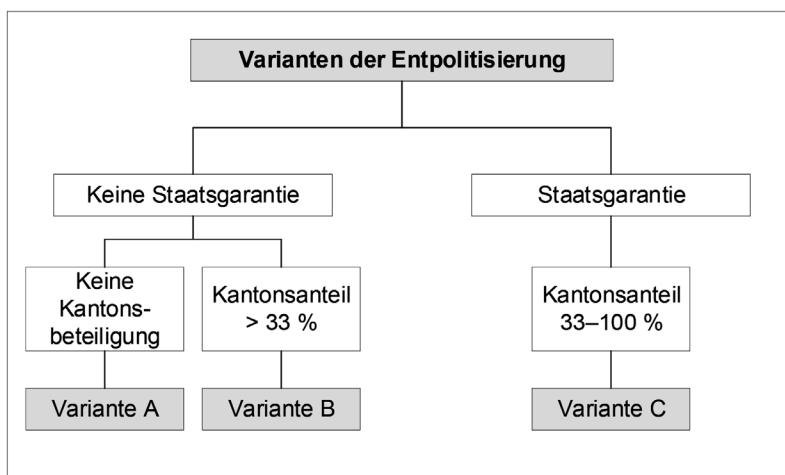 Varianten der Entpolitisierung
Keine Staatsgarantie
Staatsgarantie
Keine
Kantons-
beteiligung
Kantonsanteil
> 33 %
Kantonsanteil
33–100 %
Variante A
Variante B
Variante C